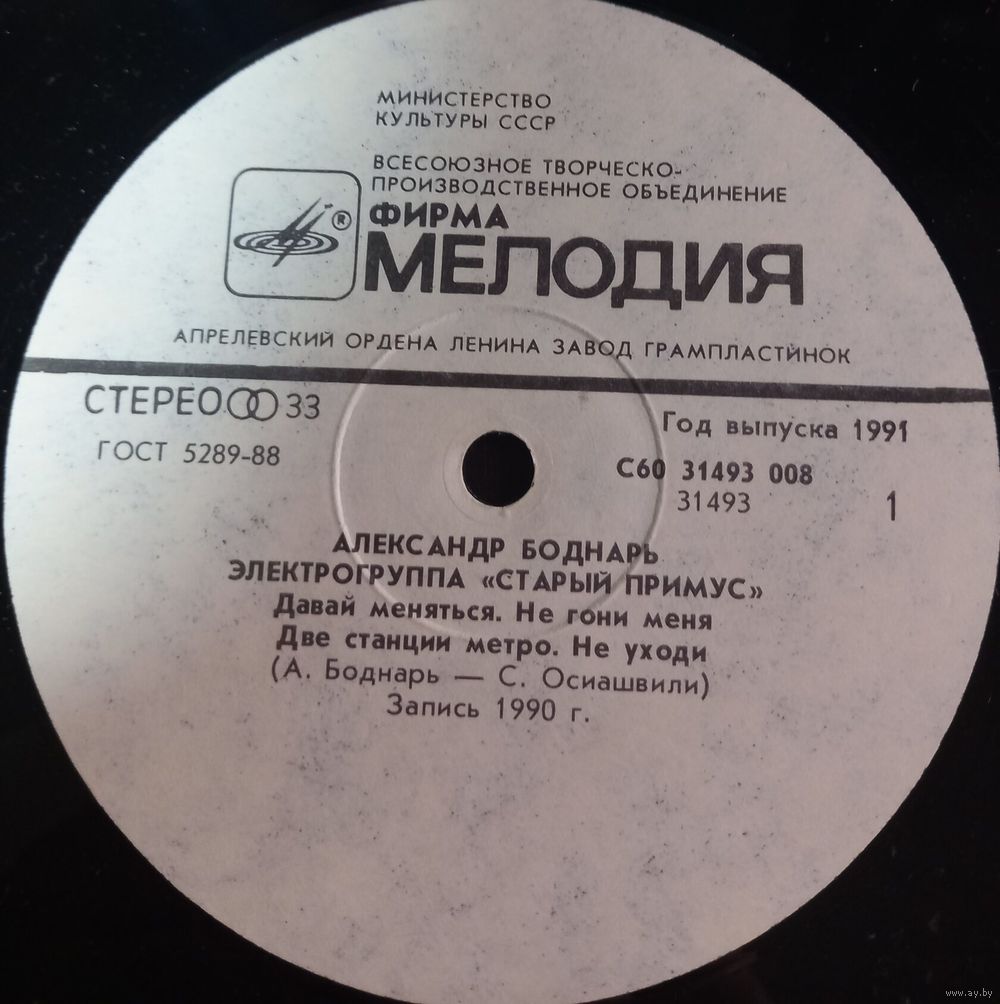 МИНИСТЕРСТВО
КУЛЬТУРЫ СССР
ВСЕСОЮЗНОЕ ТВОРЧЕСКО-
ПРОИЗВОДСТВЕННОЕ ОБЪЕДИНЕНИЕ
®
ФИРМА
МЕЛОДИЯ
АПРЕЛЕВСКИЙ ОРДЕНА ЛЕНИНА ЗАВОД ГРАМПЛАСТИНОК
СТЕРЕО 33
ГОСТ 5289-88
Год выпуска 1991
С60 31493 008
31493
1
АЛЕКСАНДР БОДНАРЬ
ЭЛЕКТРОГРУППА «СТАРЫЙ ПРИМУС»
Давай меняться. Не гони меня
Две станции метро. Не уходи
(А. Боднарь — С. Осиашвили)
Запись 1990 г.
www.ay.by